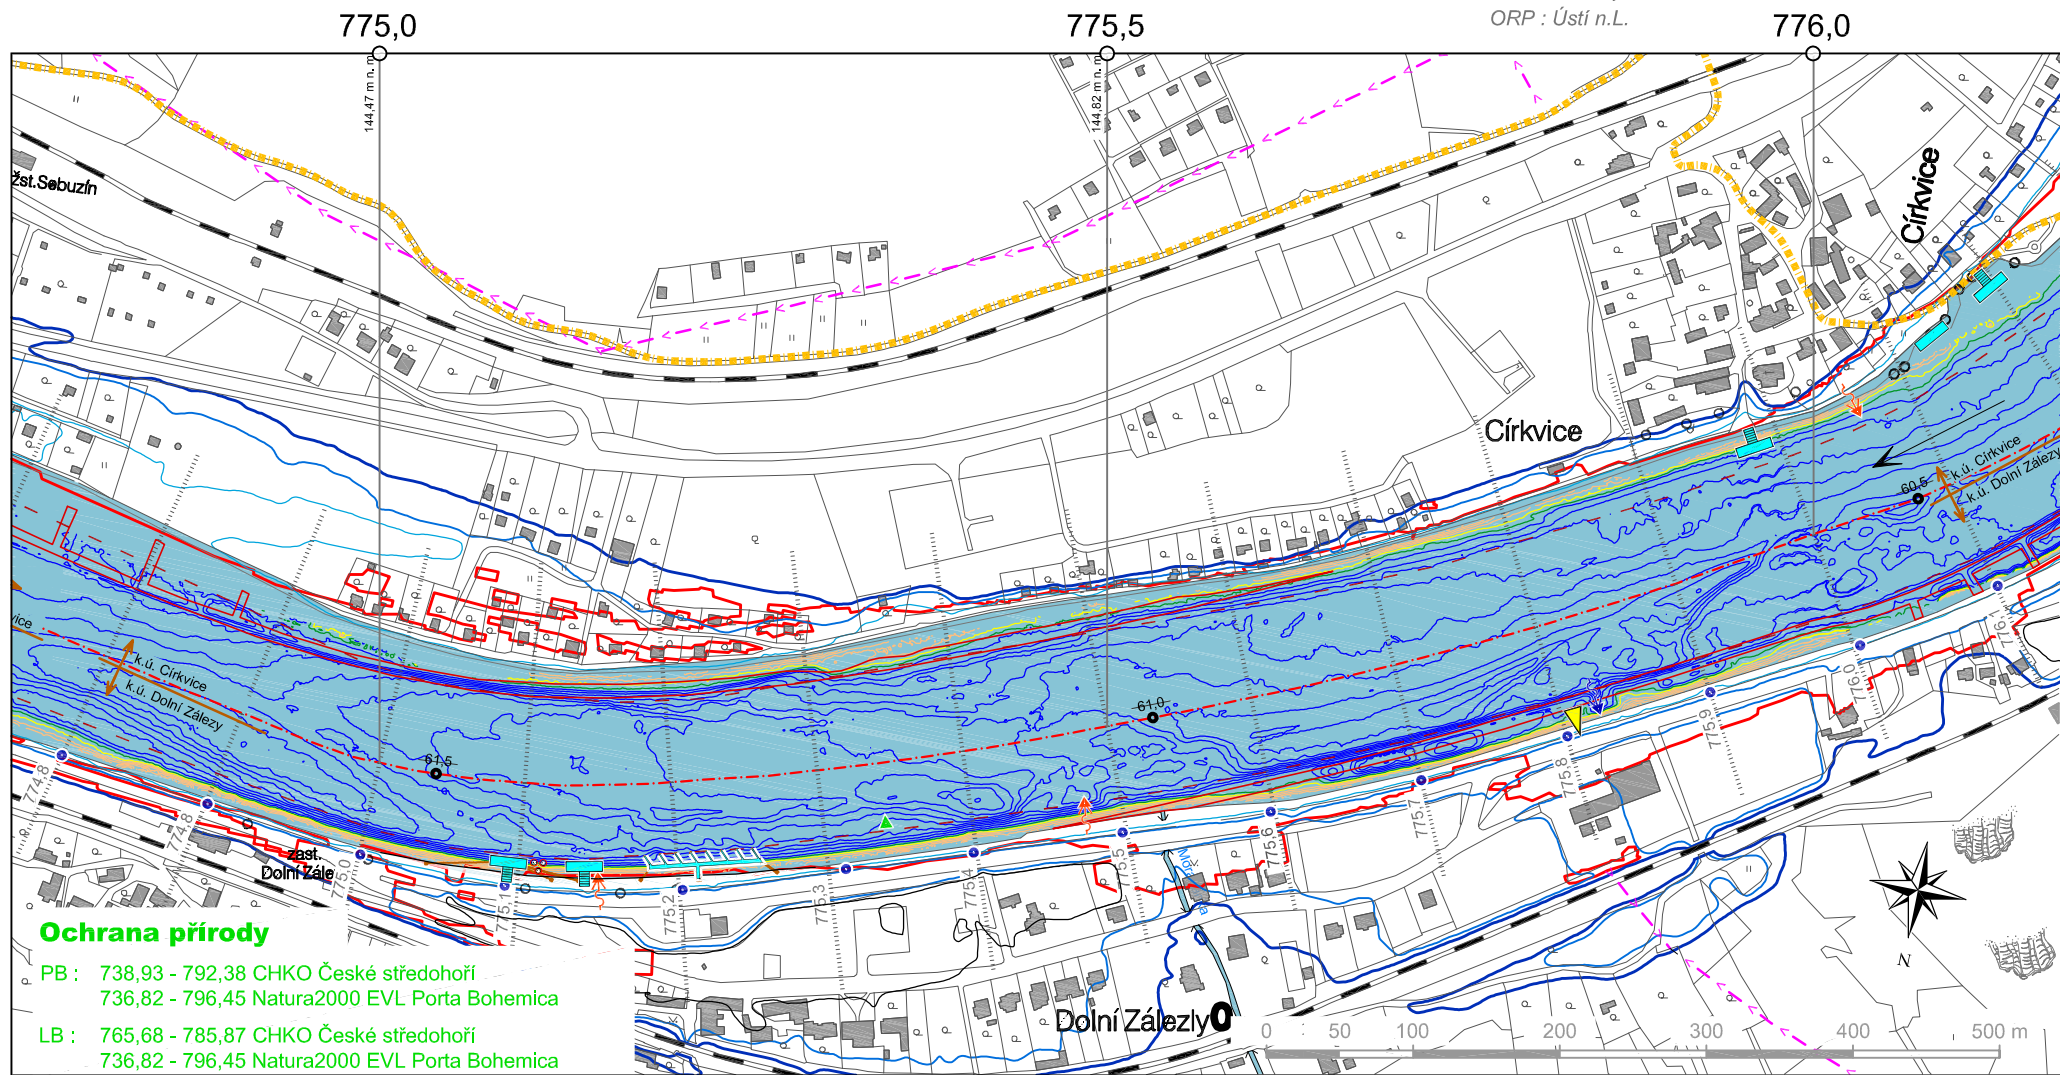 775,0
775,5
776,0
ORP : Ústí n.L.
144,47 m n. m.
144,82 m n. m.
žst.Sebuzín
Církvice
Církvice
60,5
k.ú. Církvice
k.ú. Dolní Zálezy
vice
k.ú. Církvice
k.ú. Dolní Zálezy
61,0
61,5
774,8
774,8
775,0
775,1
775,2
775,3
775,4
775,5
775,6
775,7
775,8
775,9
776,0
776,1
zast.
Dolní Zále
Ochrana přírody
PB : 738,93 - 792,38 CHKO České středohoří
736,82 - 796,45 Natura2000 EVL Porta Bohemica
LB : 765,68 - 785,87 CHKO České středohoří
736,82 - 796,45 Natura2000 EVL Porta Bohemica
Dolní Zálezly
N
0 50 100 200 300 400 500 m